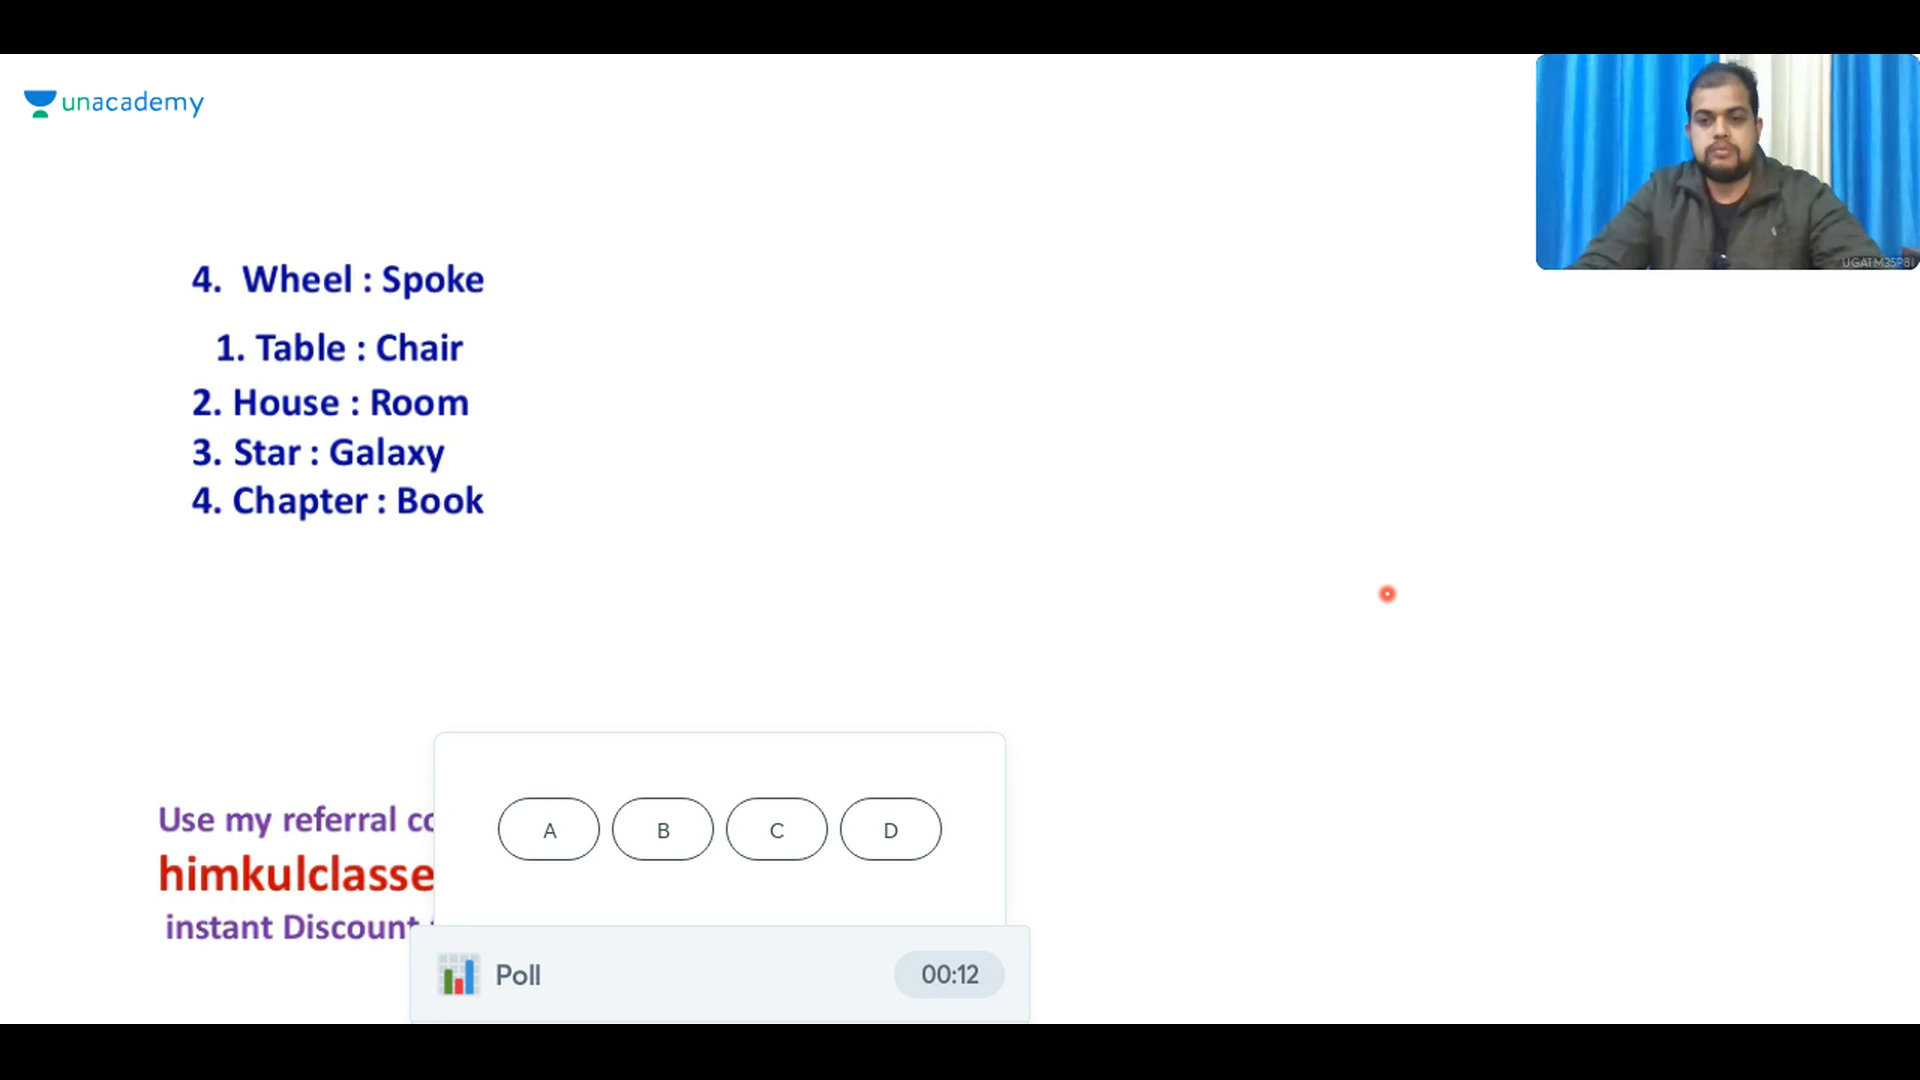 unacademy
UGATM35P8I
4. Wheel : Spoke
1. Table : Chair
2. House : Room
3. Star : Galaxy
4. Chapter : Book
Use my referral co
himkulclasse
instant Discount
A B C D
Poll 00:12